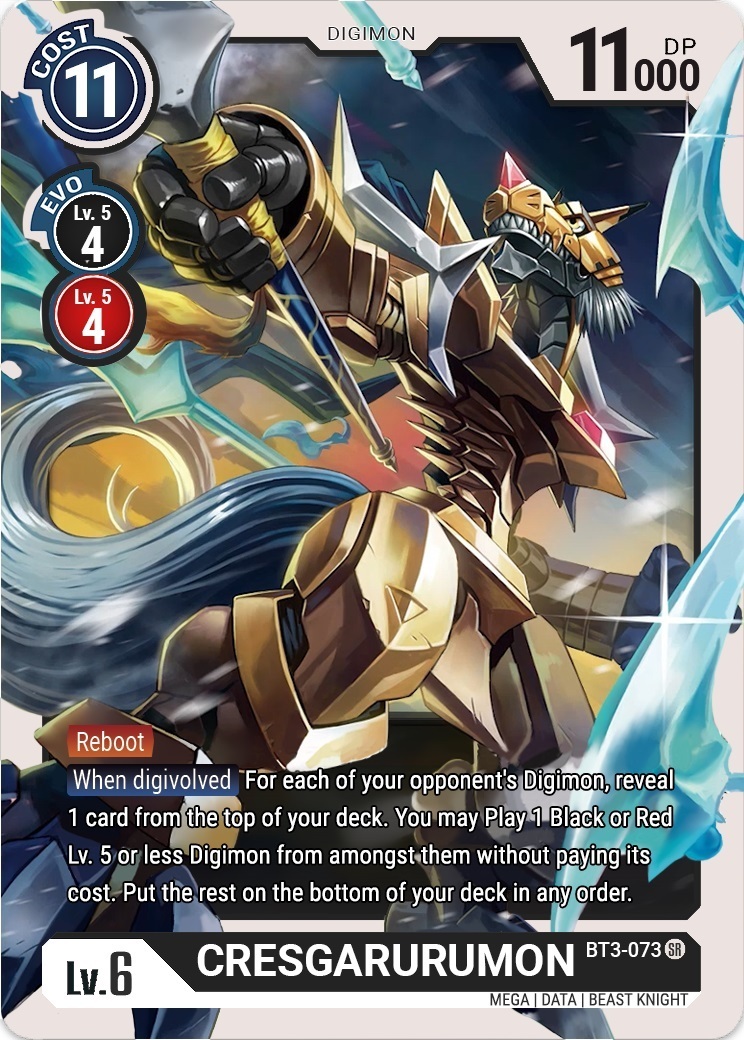 DIGIMON
COST
11
DP
11000
EVO
Lv. 5
4
Lv. 5
4
Reboot
When digivolved For each of your opponent's Digimon, reveal
1 card from the top of your deck. You may Play 1 Black or Red
Lv. 5 or less Digimon from amongst them without paying its
cost. Put the rest on the bottom of your deck in any order.
Lv.6
CRESGARURUMON
BT3-073 SR
MEGA | DATA | BEAST KNIGHT